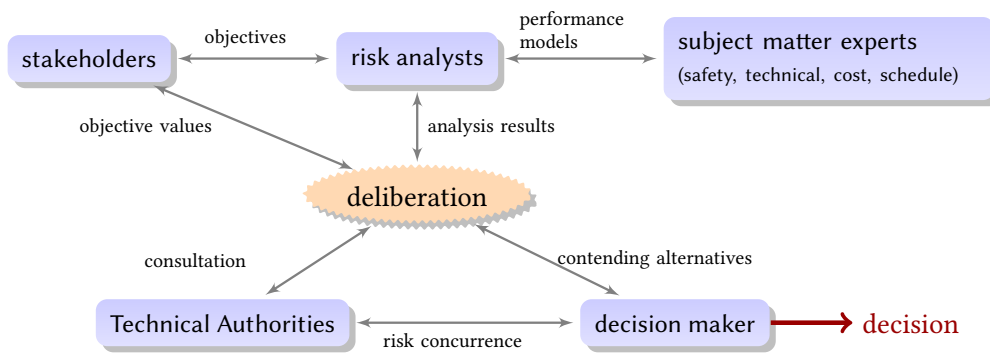 performance
models
objectives
stakeholders
risk analysts
subject matter experts
(safety, technical, cost, schedule)
objective values
analysis results
deliberation
consultation
contending alternatives
Technical Authorities
risk concurrence
decision maker
decision